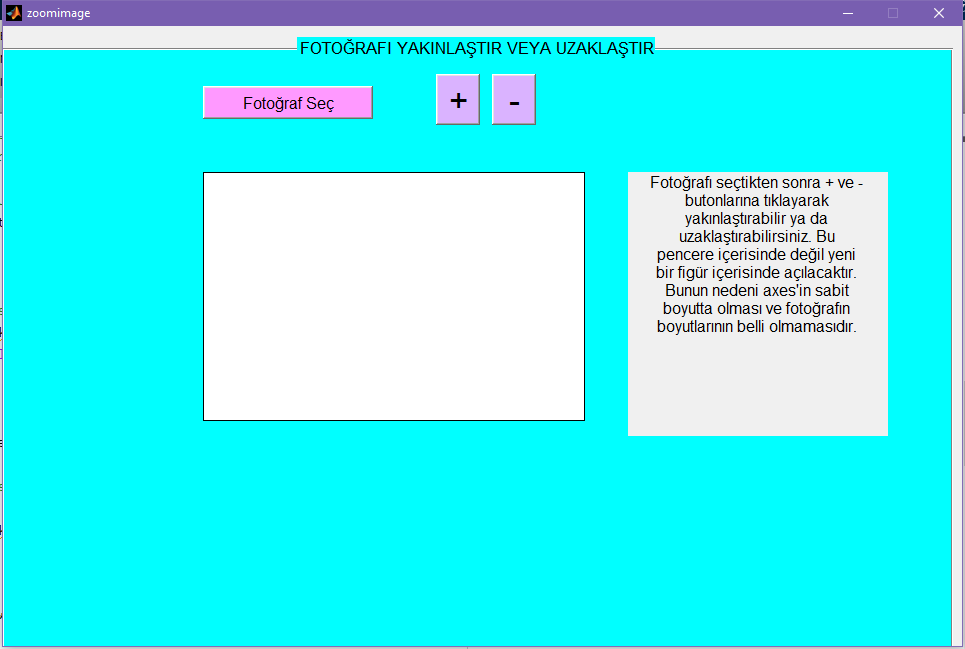 zoomimage
FOTOĞRAFI YAKINLAŞTIR VEYA UZAKLAŞTIR
Fotoğraf Seç
+
-
Fotoğrafı seçtikten sonra + ve -
butonlarına tıklayarak
yakınlaştırabilir ya da
uzaklaştırabilirsiniz. Bu
pencere içerisinde değil yeni
bir figür içerisinde açılacaktır.
Bunun nedeni axes'in sabit
boyutta olması ve fotoğrafın
boyutlarının belli olmamasıdır.